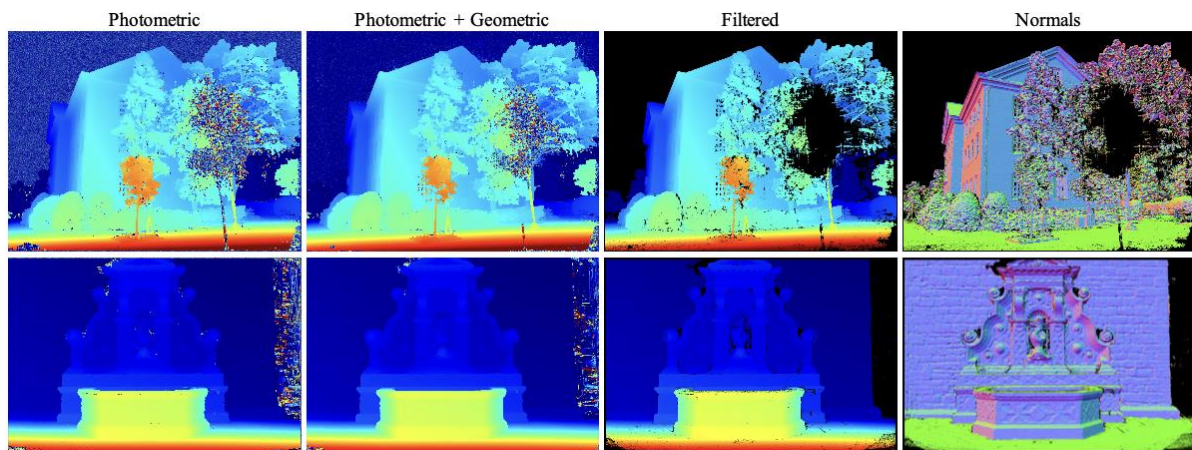 Photometric
Photometric + Geometric
Filtered
Normals